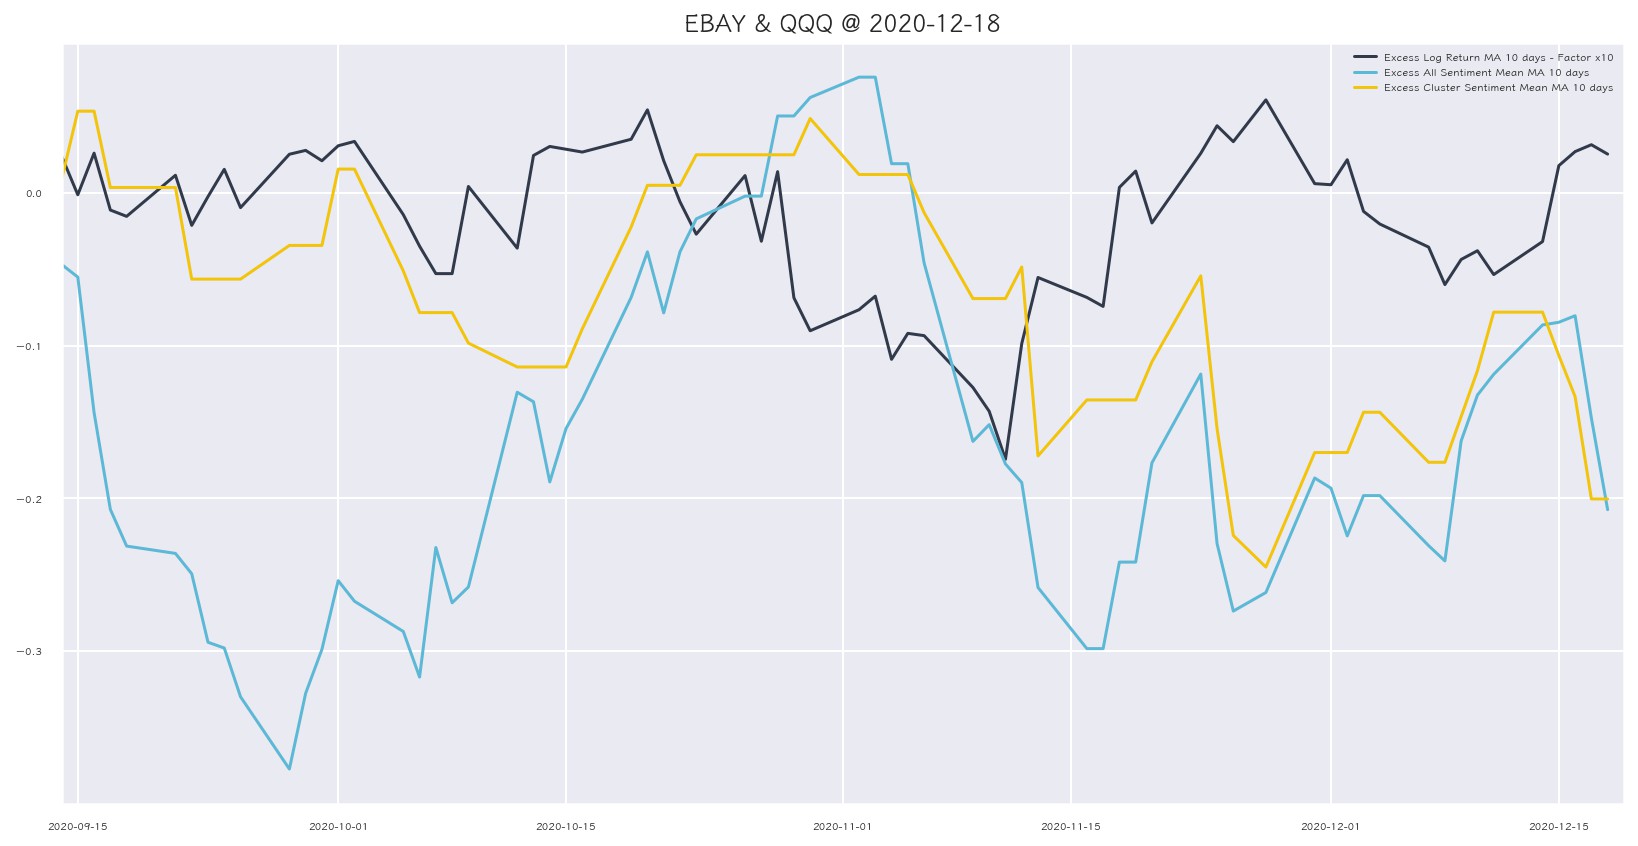 EBAY & QQQ @ 2020-12-18
Excess Log Return MA 10 days - Factor x10
Excess All Sentiment Mean MA 10 days
Excess Cluster Sentiment Mean MA 10 days
0.0
−0.1
−0.2
−0.3
2020-09-15 2020-10-01 2020-10-15 2020-11-01 2020-11-15 2020-12-01 2020-12-15